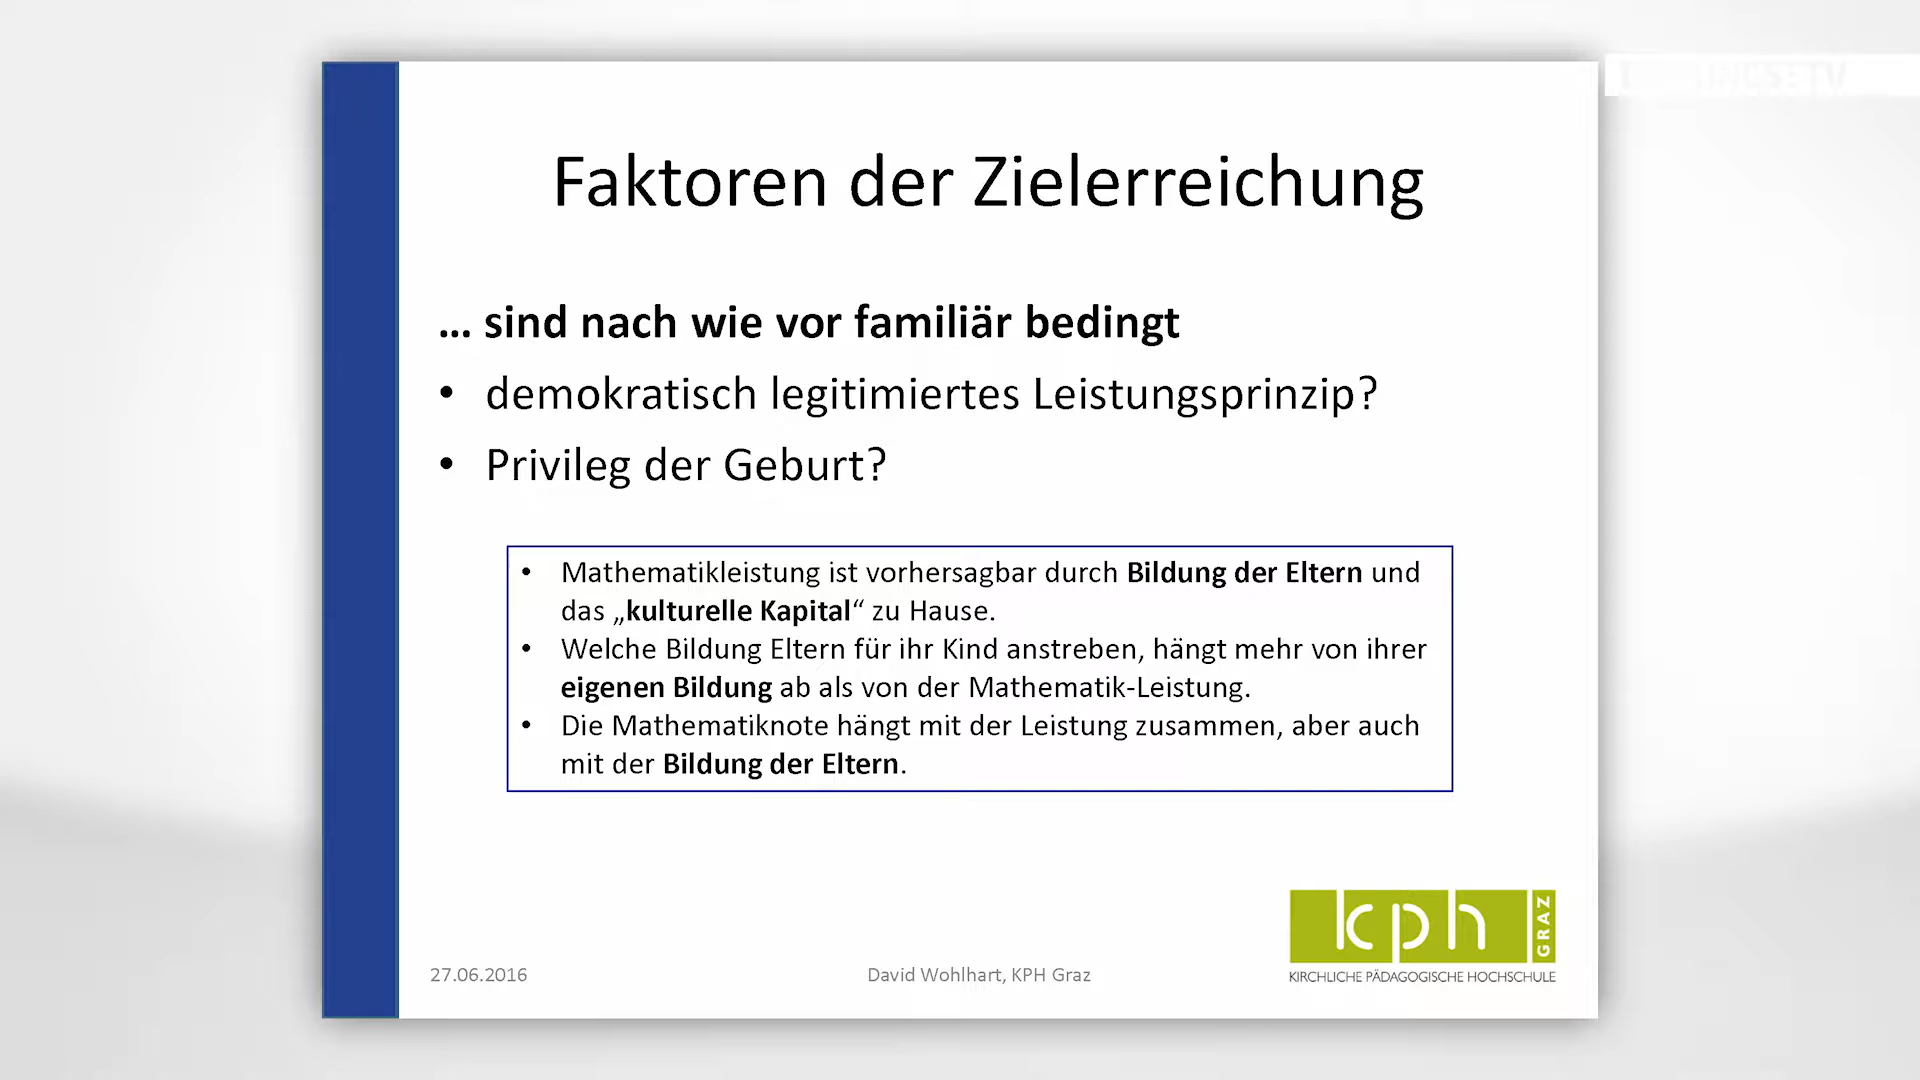 Faktoren der Zielerreichung
... sind nach wie vor familiär bedingt
• demokratisch legitimiertes Leistungsprinzip?
• Privileg der Geburt?
• Mathematikleistung ist vorhersagbar durch Bildung der Eltern und
das „kulturelle Kapital“ zu Hause.
• Welche Bildung Eltern für ihr Kind anstreben, hängt mehr von ihrer
eigenen Bildung ab als von der Mathematik-Leistung.
• Die Mathematiknote hängt mit der Leistung zusammen, aber auch
mit der Bildung der Eltern.
kph GRAZ
KIRCHLICHE PÄDAGOGISCHE HOCHSCHULE
27.06.2016
David Wohlhart, KPH Graz